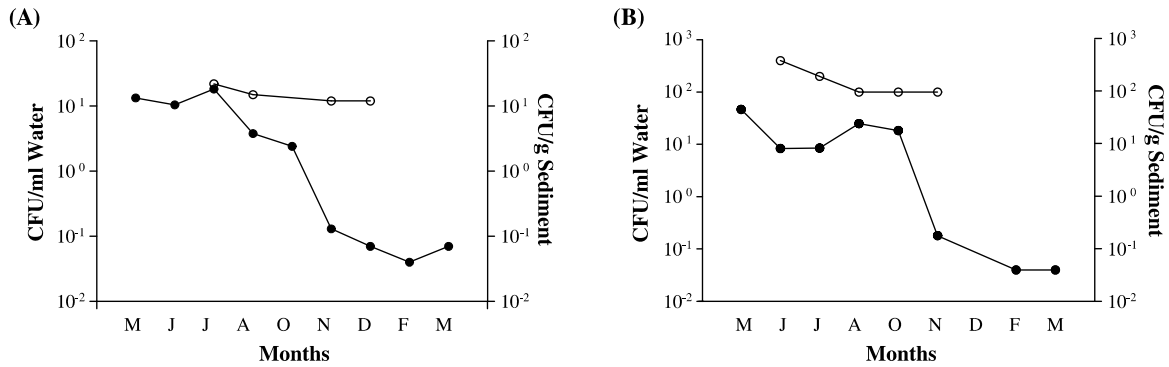 (A)
CFU/ml Water
10²
10¹
10⁰
10⁻¹
10⁻²
10²
10¹
10⁰
10⁻¹
10⁻²
CFU/g Sediment
M J J A O N D F M
Months
(B)
CFU/ml Water
10³
10²
10¹
10⁰
10⁻¹
10⁻²
10³
10²
10¹
10⁰
10⁻¹
10⁻²
CFU/g Sediment
M J J A O N D F M
Months